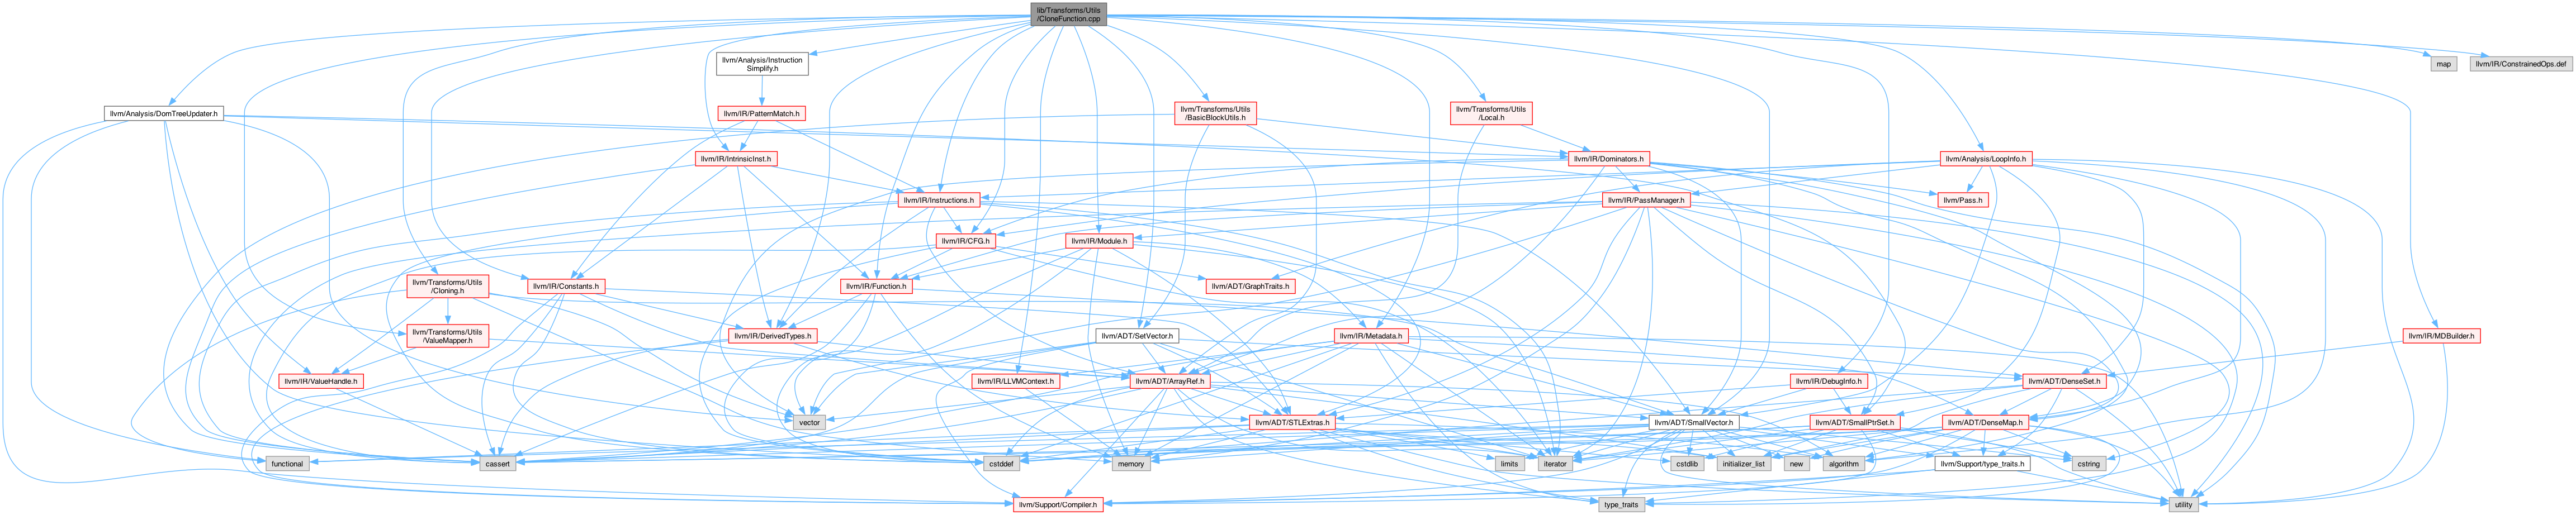 lib/Transforms/Utils
/CloneFunction.cpp
llvm/Analysis/Instruction
Simplify.h
map
llvm/IR/ConstrainedOps.def
llvm/Analysis/DomTreeUpdater.h
llvm/IR/PatternMatch.h
llvm/Transforms/Utils
/BasicBlockUtils.h
llvm/Transforms/Utils
/Local.h
llvm/IR/IntrinsicInst.h
llvm/IR/Dominators.h
llvm/Analysis/LoopInfo.h
llvm/IR/Instructions.h
llvm/IR/PassManager.h
llvm/Pass.h
llvm/IR/CFG.h
llvm/IR/Module.h
llvm/Transforms/Utils
/Cloning.h
llvm/IR/Constants.h
llvm/IR/Function.h
llvm/ADT/GraphTraits.h
llvm/Transforms/Utils
/ValueMapper.h
llvm/IR/DerivedTypes.h
llvm/ADT/SetVector.h
llvm/IR/Metadata.h
llvm/IR/MDBuilder.h
llvm/IR/ValueHandle.h
llvm/IR/LLVMContext.h
llvm/ADT/ArrayRef.h
llvm/IR/DebugInfo.h
llvm/ADT/DenseSet.h
vector
llvm/ADT/STLExtras.h
llvm/ADT/SmallVector.h
llvm/ADT/SmallPtrSet.h
llvm/ADT/DenseMap.h
functional
cassert
cstddef
memory
limits
iterator
cstdlib
initializer_list
new
algorithm
llvm/Support/type_traits.h
cstring
llvm/Support/Compiler.h
type_traits
utility